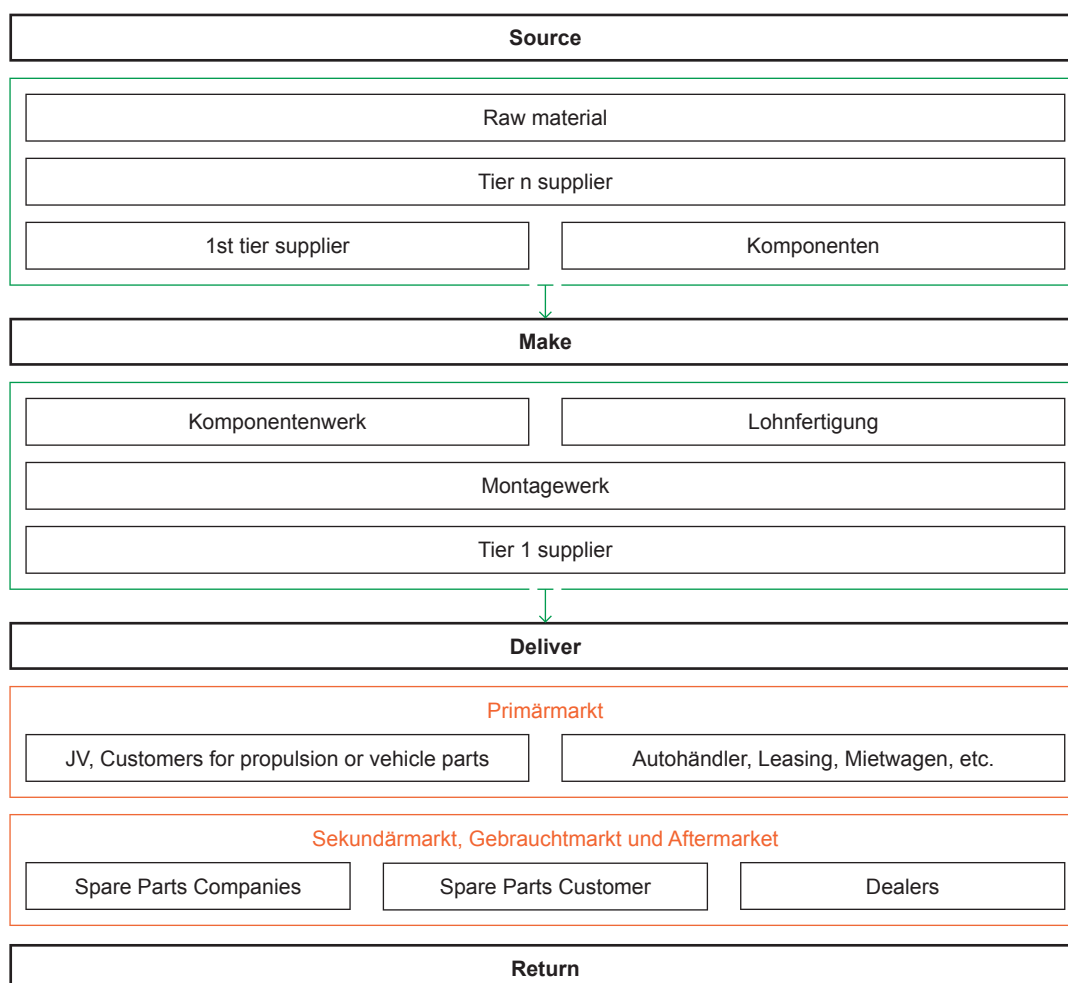 Source
Raw material
Tier n supplier
1st tier supplier
Komponenten
Make
Komponentenwerk
Lohnfertigung
Montagewerk
Tier 1 supplier
Deliver
Primärmarkt
JV, Customers for propulsion or vehicle parts
Autohändler, Leasing, Mietwagen, etc.
Sekundärmarkt, Gebrauchtmarkt und Aftermarket
Spare Parts Companies
Spare Parts Customer
Dealers
Return